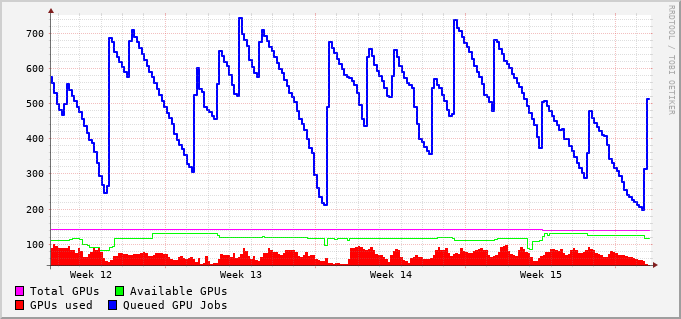 700
600
500
400
300
200
100
Week 12 Week 13 Week 14 Week 15
Total GPUs Available GPUs
GPUs used Queued GPU Jobs
RRDTOOL / TOBI OETIKER